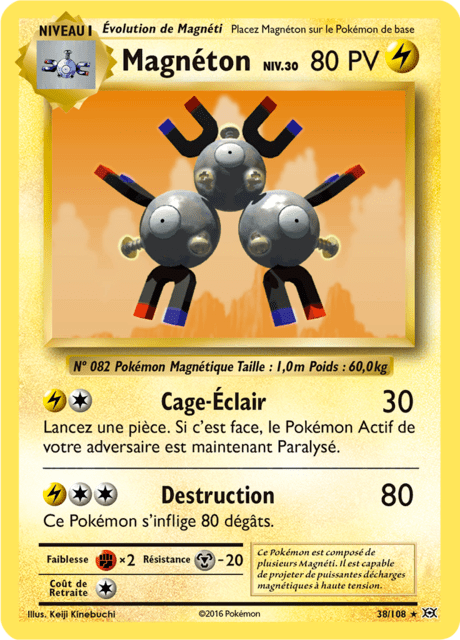 NIVEAU 1 Évolution de Magnéti Placez Magnéton sur le Pokémon de base
Magnéton NIV.30 80 PV
N° 082 Pokémon Magnétique Taille : 1,0m Poids : 60,0kg
Cage-Éclair 30
Lancez une pièce. Si c'est face, le Pokémon Actif de
votre adversaire est maintenant Paralysé.
Destruction 80
Ce Pokémon s'inflige 80 dégâts.
Faiblesse ×2 Résistance -20
Coût de
Retraite
Ce Pokémon est composé de
plusieurs Magnéti. Il est capable
de projeter de puissantes décharges
magnétiques à haut voltage.
Illus. Keiji Kinebuchi ©2016 Pokémon 38/108 ★